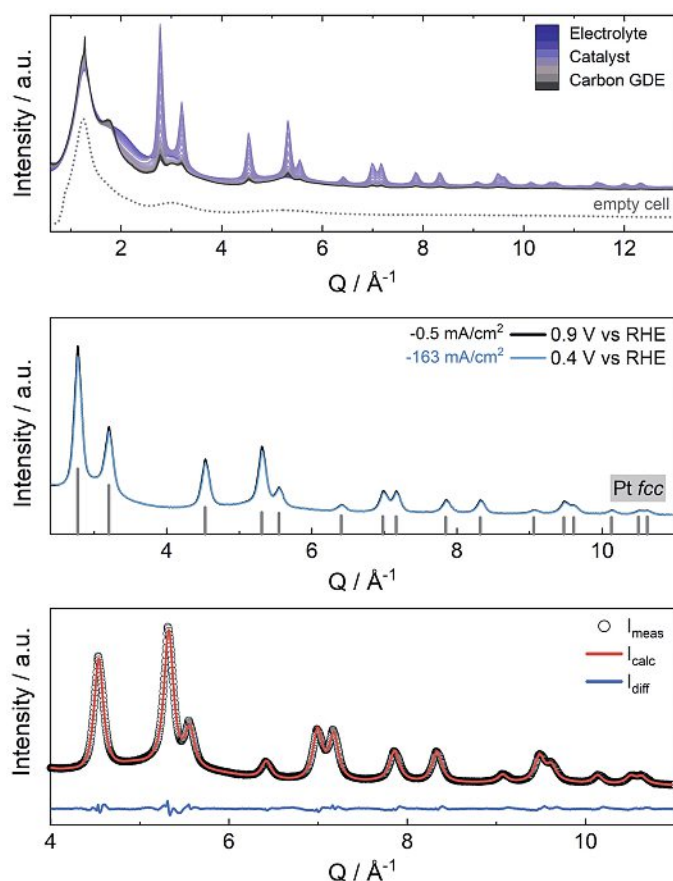 Intensity / a.u.
Electrolyte
Catalyst
Carbon GDE
empty cell
2 4 6 8 10 12
Q / Å⁻¹
Intensity / a.u.
-0.5 mA/cm² 0.9 V vs RHE
-163 mA/cm² 0.4 V vs RHE
Pt fcc
4 6 8 10
Q / Å⁻¹
Intensity / a.u.
I_meas
I_calc
I_diff
4 6 8 10
Q / Å⁻¹